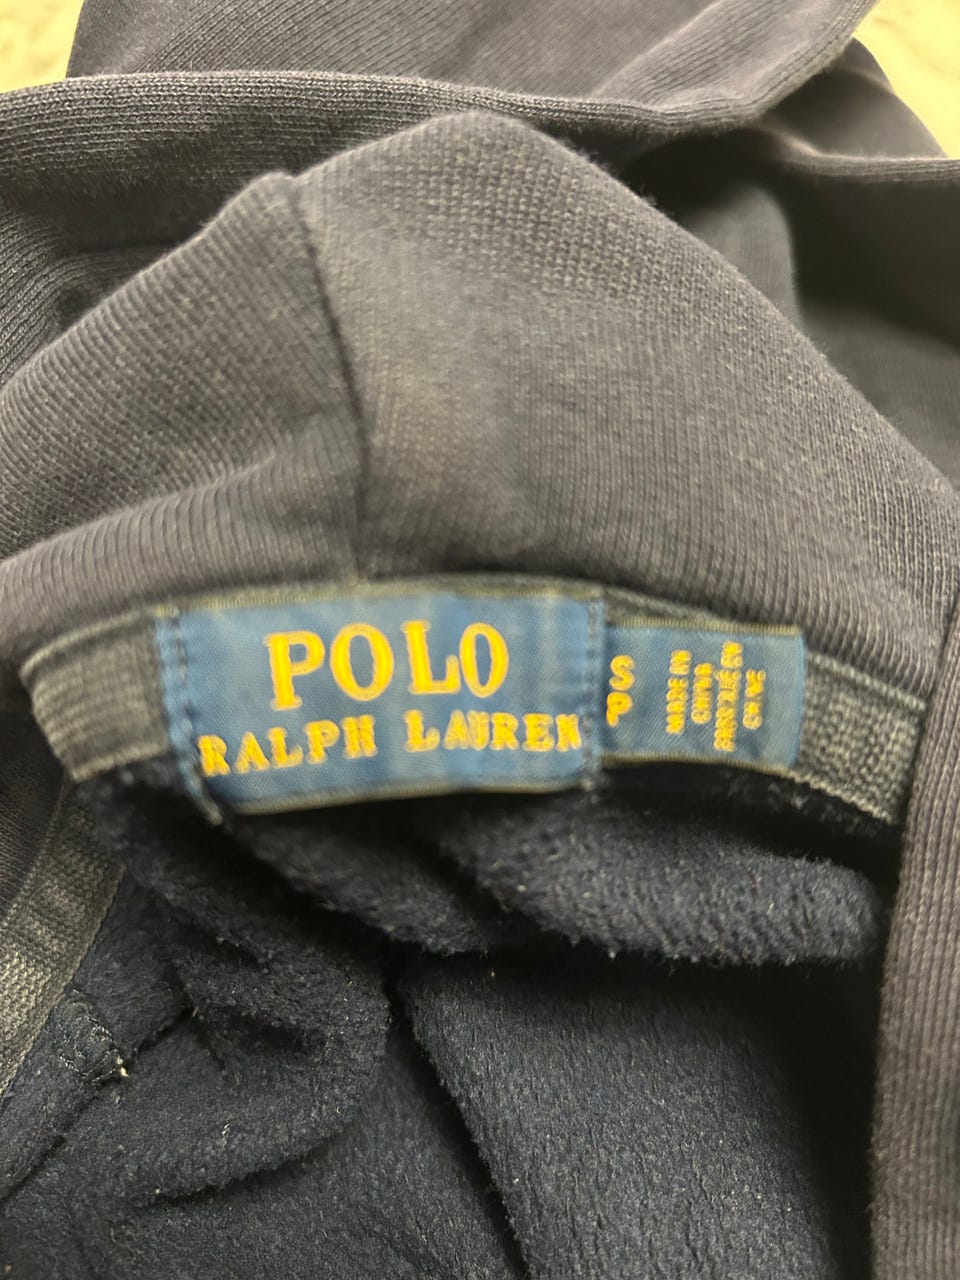 POLO
RALPH LAUREN
S
P
MADE IN
CHINA
FABRIQUÉ EN
CHINE